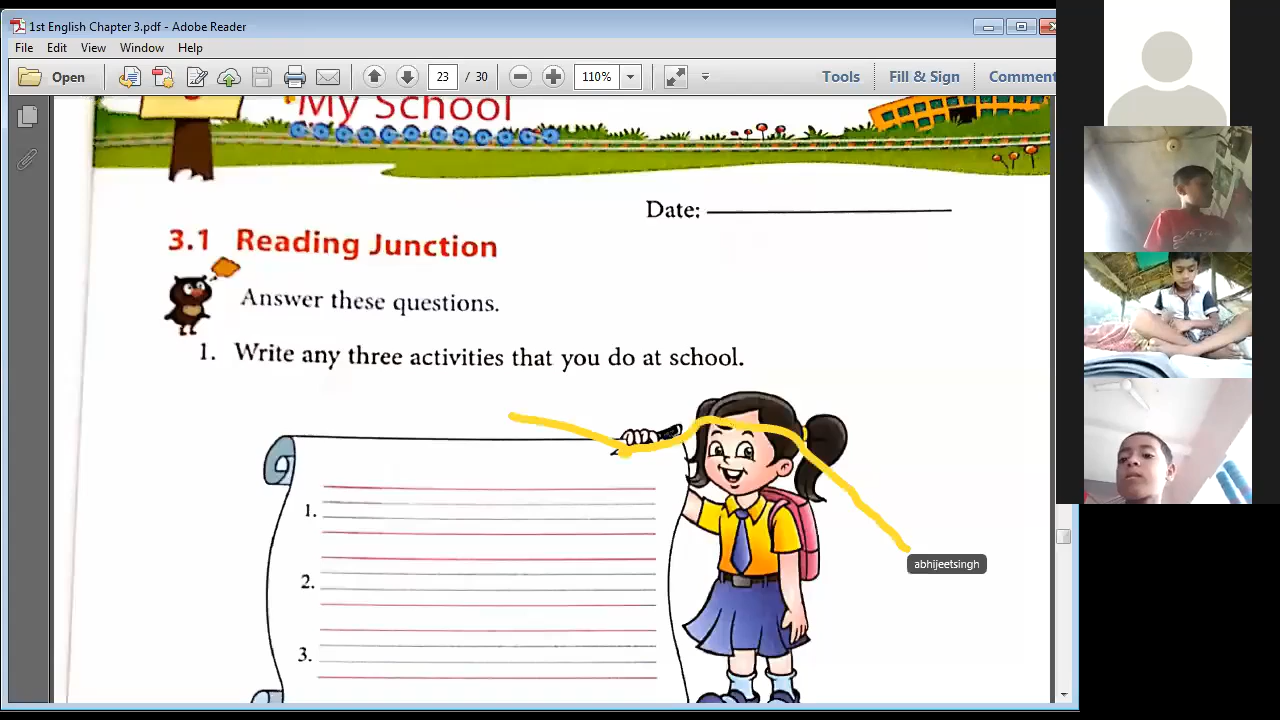 1st English Chapter 3.pdf - Adobe Reader
File Edit View Window Help
Open 23 / 30 110% Tools Fill & Sign Comment
My School
Date:
3.1 Reading Junction
Answer these questions.
1. Write any three activities that you do at school.
1.
2.
3.
abhijeetsingh